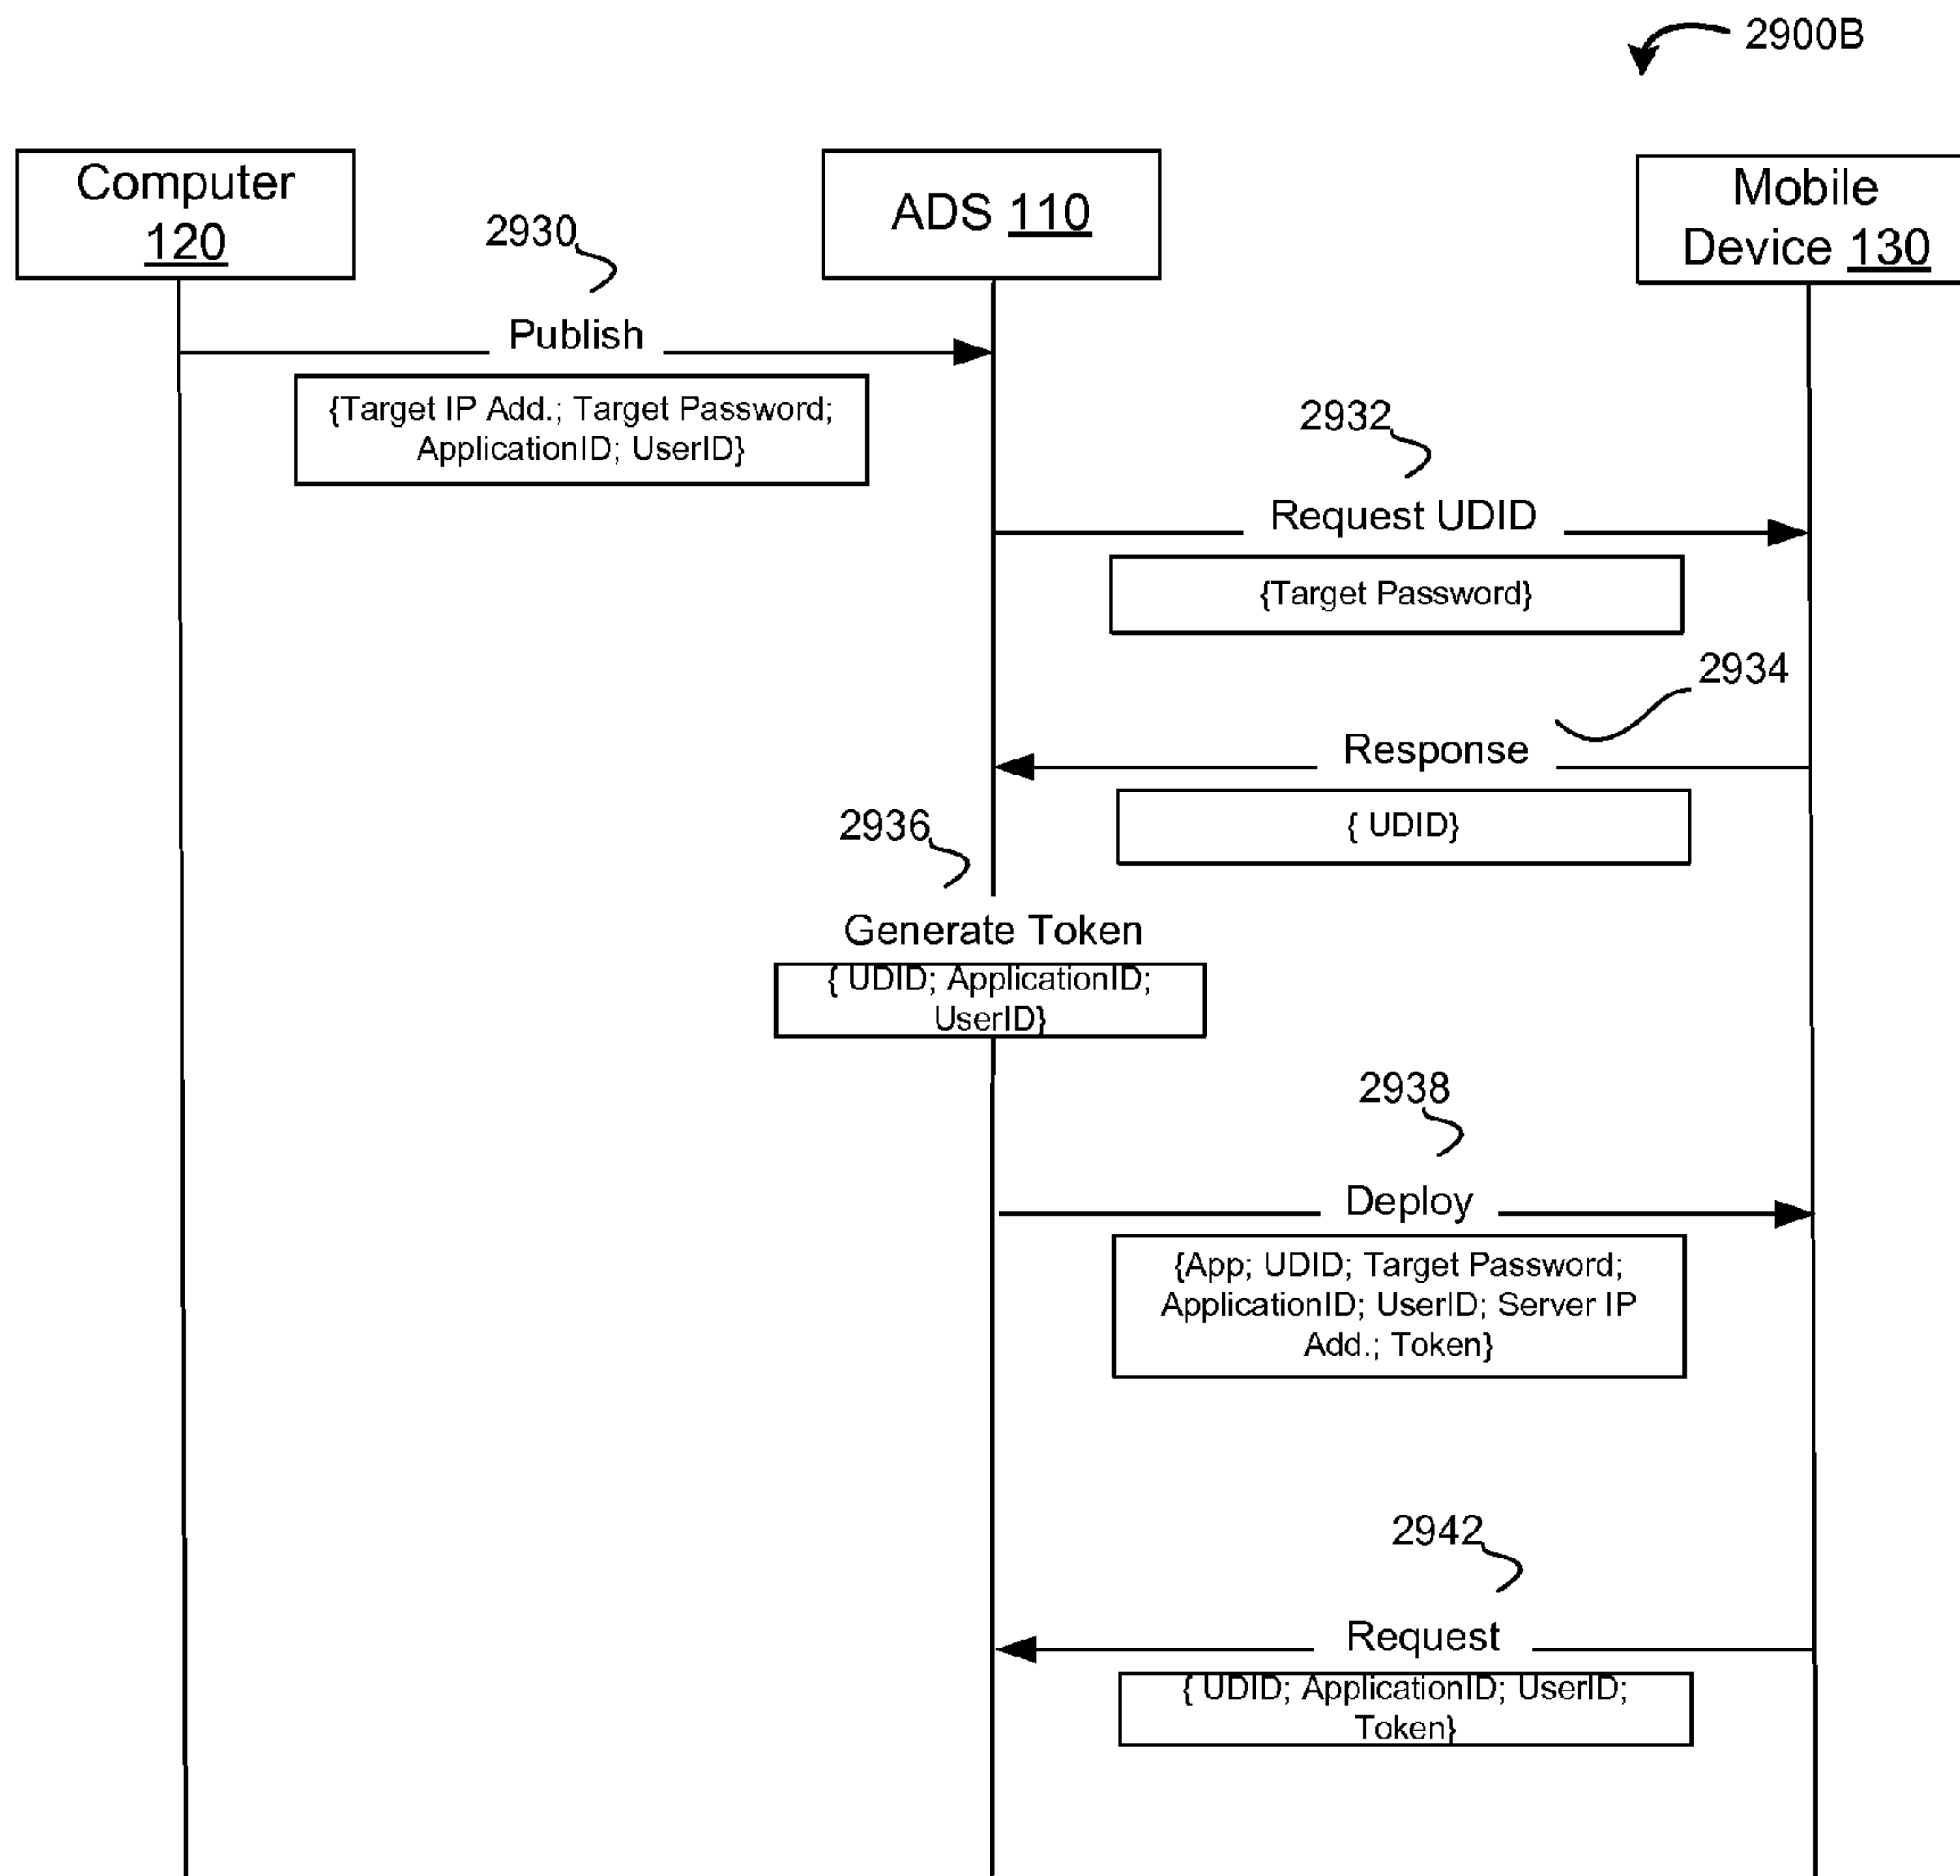 2900B
Computer
120
ADS 110
Mobile
Device 130
2930
Publish
{Target IP Add.; Target Password;
ApplicationID; UserID}
2932
Request UDID
{Target Password}
2934
Response
{ UDID}
2936
Generate Token
{ UDID; ApplicationID;
UserID}
2938
Deploy
{App; UDID; Target Password;
ApplicationID; UserID; Server IP
Add.; Token}
2942
Request
{ UDID; ApplicationID; UserID;
Token}